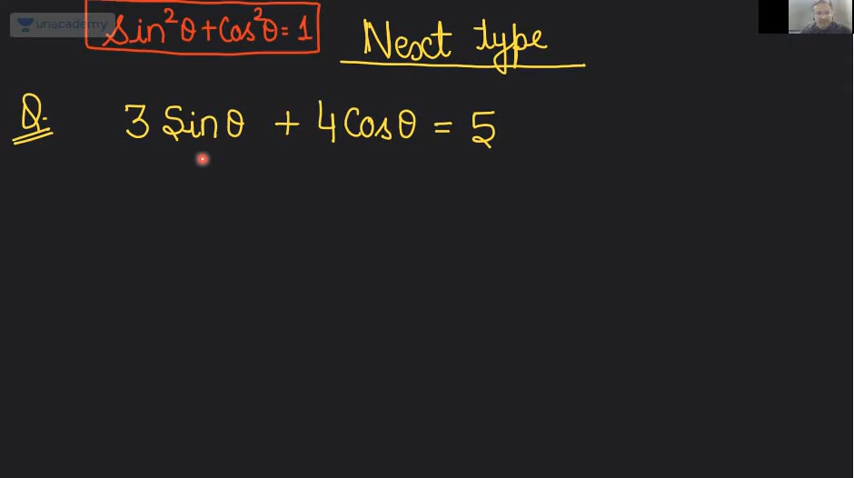 unacademy
Sin²θ+Cos²θ=1
Next type
Q. 3 Sinθ + 4 Cosθ = 5